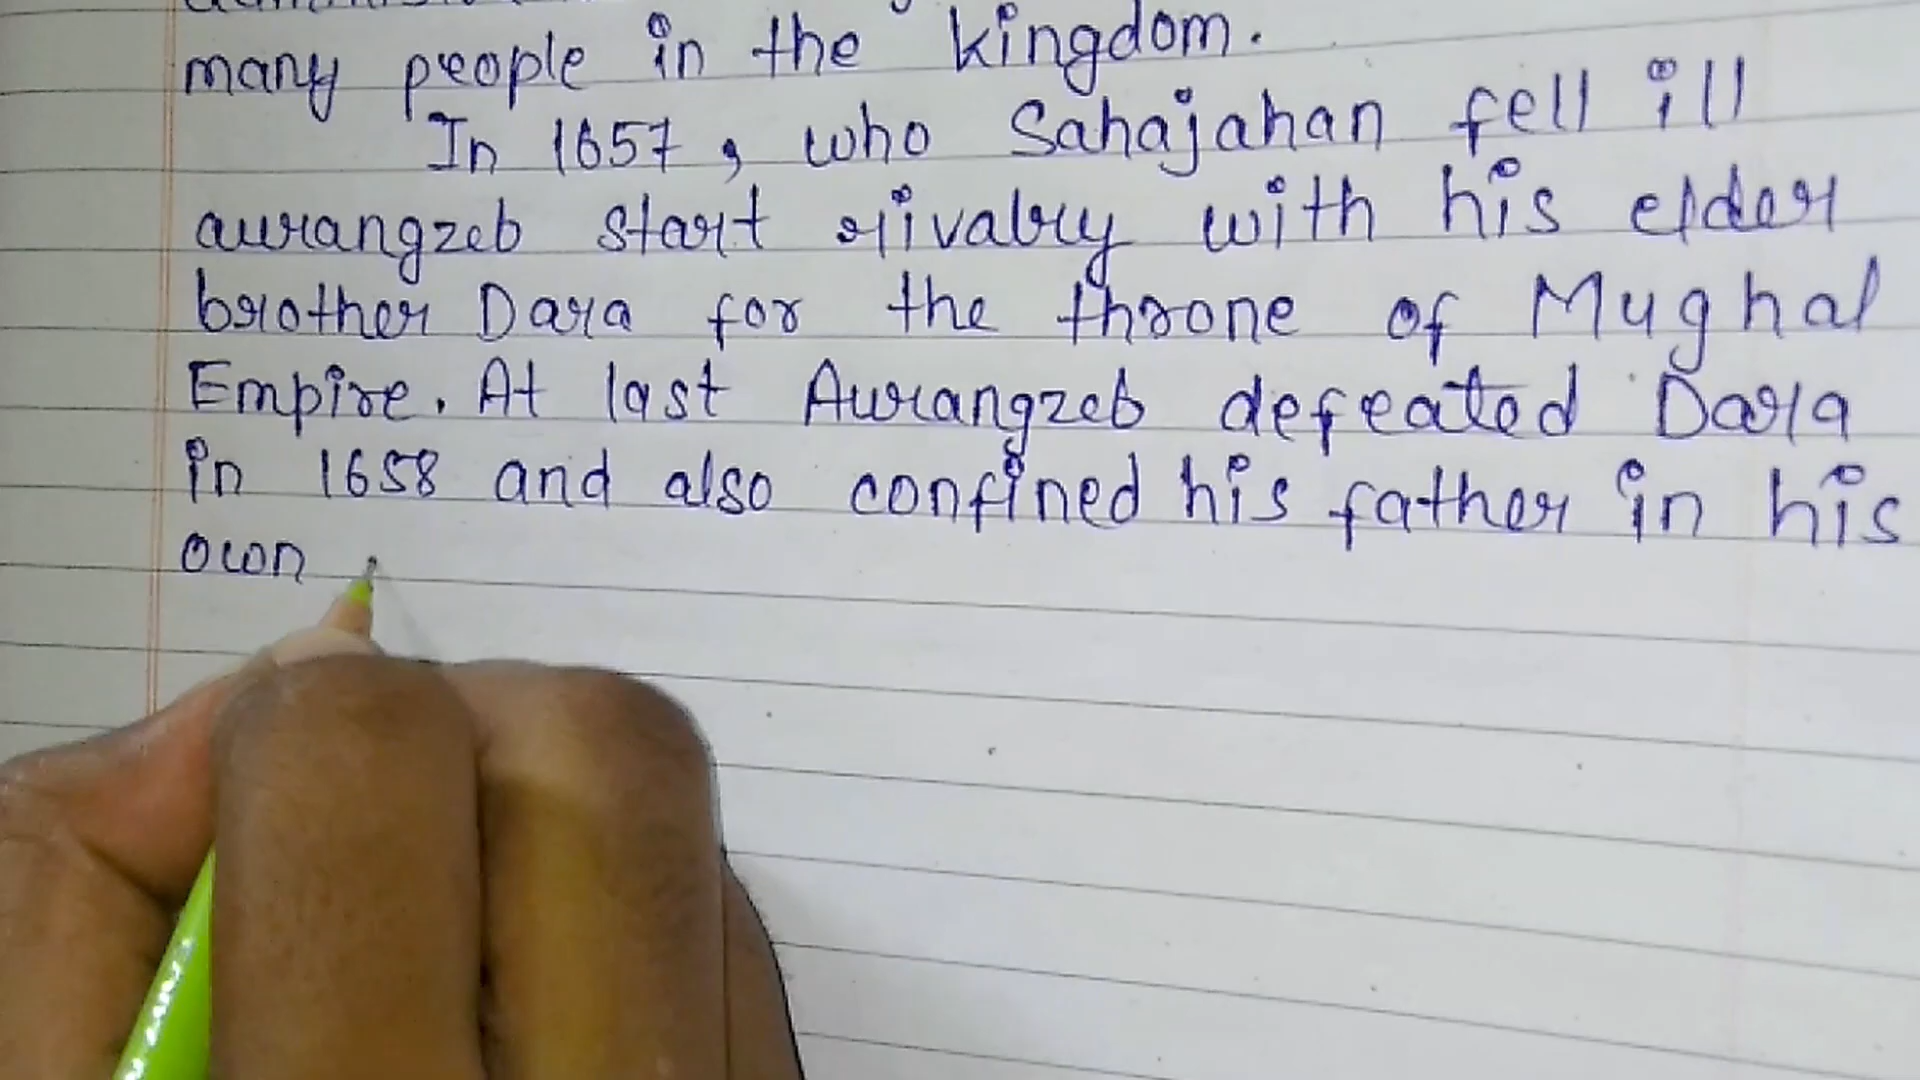 many people in the kingdom.
In 1657, who Sahajahan fell ill
aurangzeb start rivalry with his elder
brother Dara for the throne of Mughal
Empire. At last Aurangzeb defeated Dara
in 1658 and also confined his father in his
own